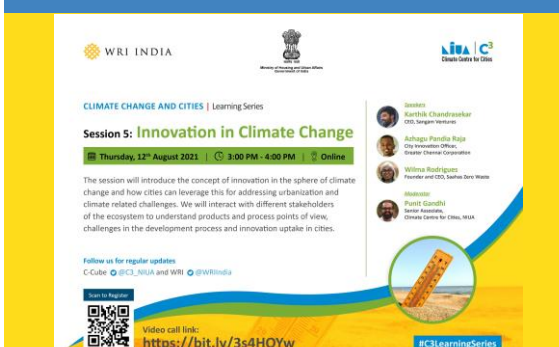 WRI INDIA
Ministry of Housing and Urban Affairs
Government of India
NIUA | C³
Climate Centre for Cities
CLIMATE CHANGE AND CITIES | Learning Series
Session 5: Innovation in Climate Change
Thursday, 12th August 2021 | 3:00 PM - 4:00 PM | Online
The session will introduce the concept of innovation in the sphere of climate
change and how cities can leverage this for addressing urbanization and
climate related challenges. We will interact with different stakeholders
of the ecosystem to understand products and process points of view,
challenges in the development process and innovation uptake in cities.
Follow us for regular updates
C-Cube @C3_NIUA and WRI @WRIIndia
Scan to Register
Video call link:
https://bit.ly/3s4HOYw
Speakers
Karthik Chandrasekar
CEO, Sangam Ventures
Azhagu Pandia Raja
City Innovation Officer,
Greater Chennai Corporation
Wilma Rodrigues
Founder and CEO, Saahas Zero Waste
Moderator
Punit Gandhi
Senior Associate,
Climate Centre for Cities, NIUA
#C3LearningSeries